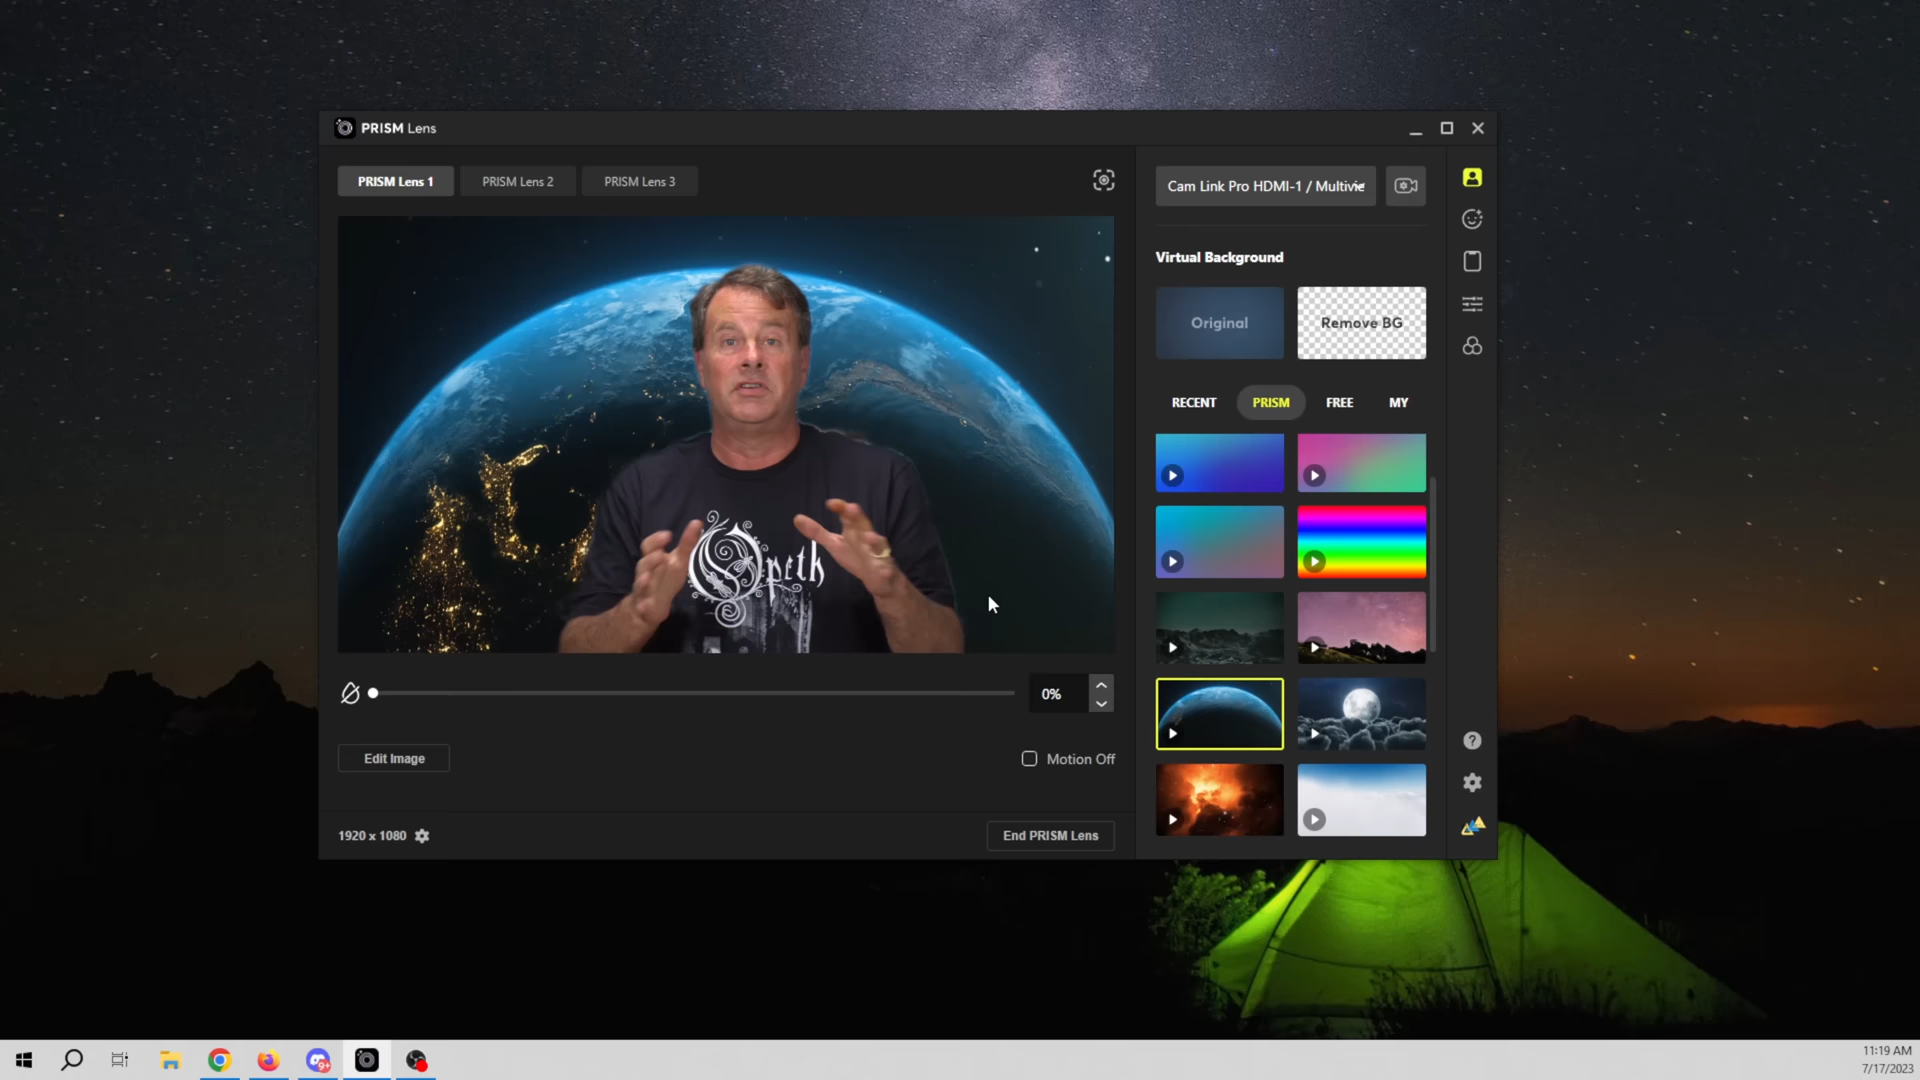 PRISM Lens
PRISM Lens 1
PRISM Lens 2
PRISM Lens 3
Cam Link Pro HDMI-1 / Multivie
Virtual Background
Original
Remove BG
RECENT
PRISM
FREE
MY
Opeth
0%
Edit Image
Motion Off
1920 x 1080
End PRISM Lens
9+
11:19 AM
7/17/2023